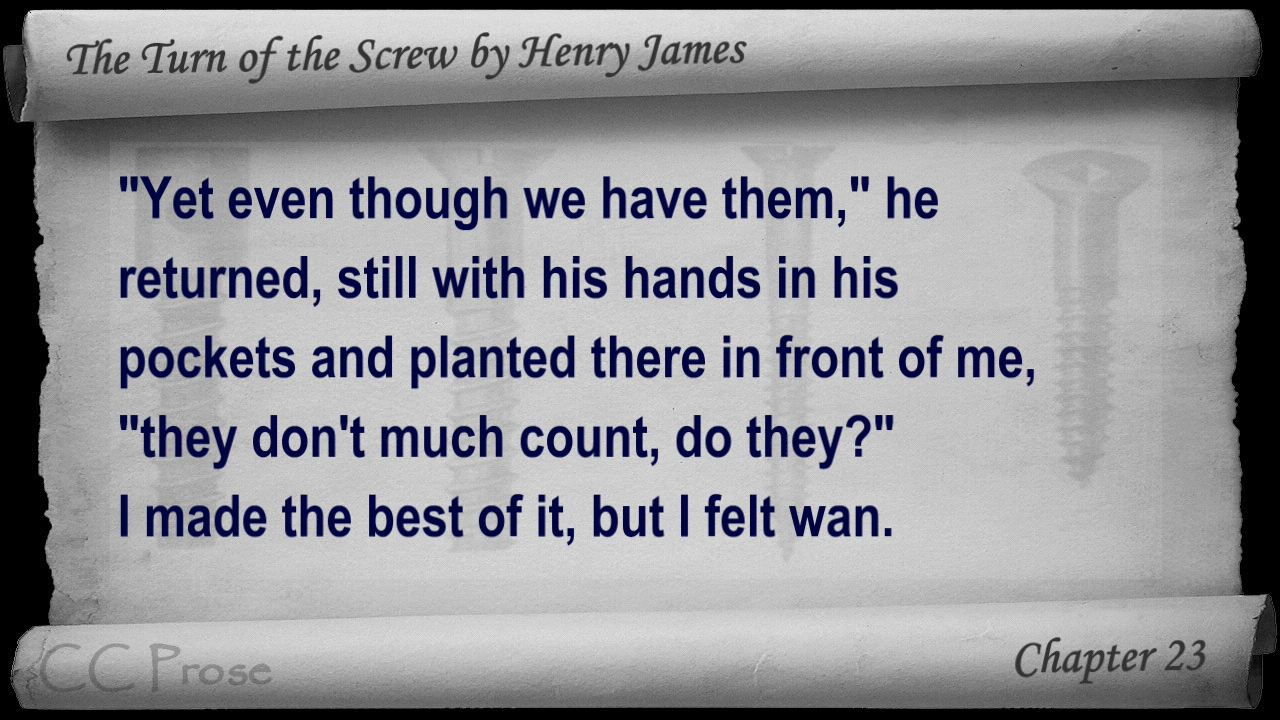 The Turn of the Screw by Henry James
"Yet even though we have them," he
returned, still with his hands in his
pockets and planted there in front of me,
"they don't much count, do they?"
I made the best of it, but I felt wan.
CC Prose
Chapter 23